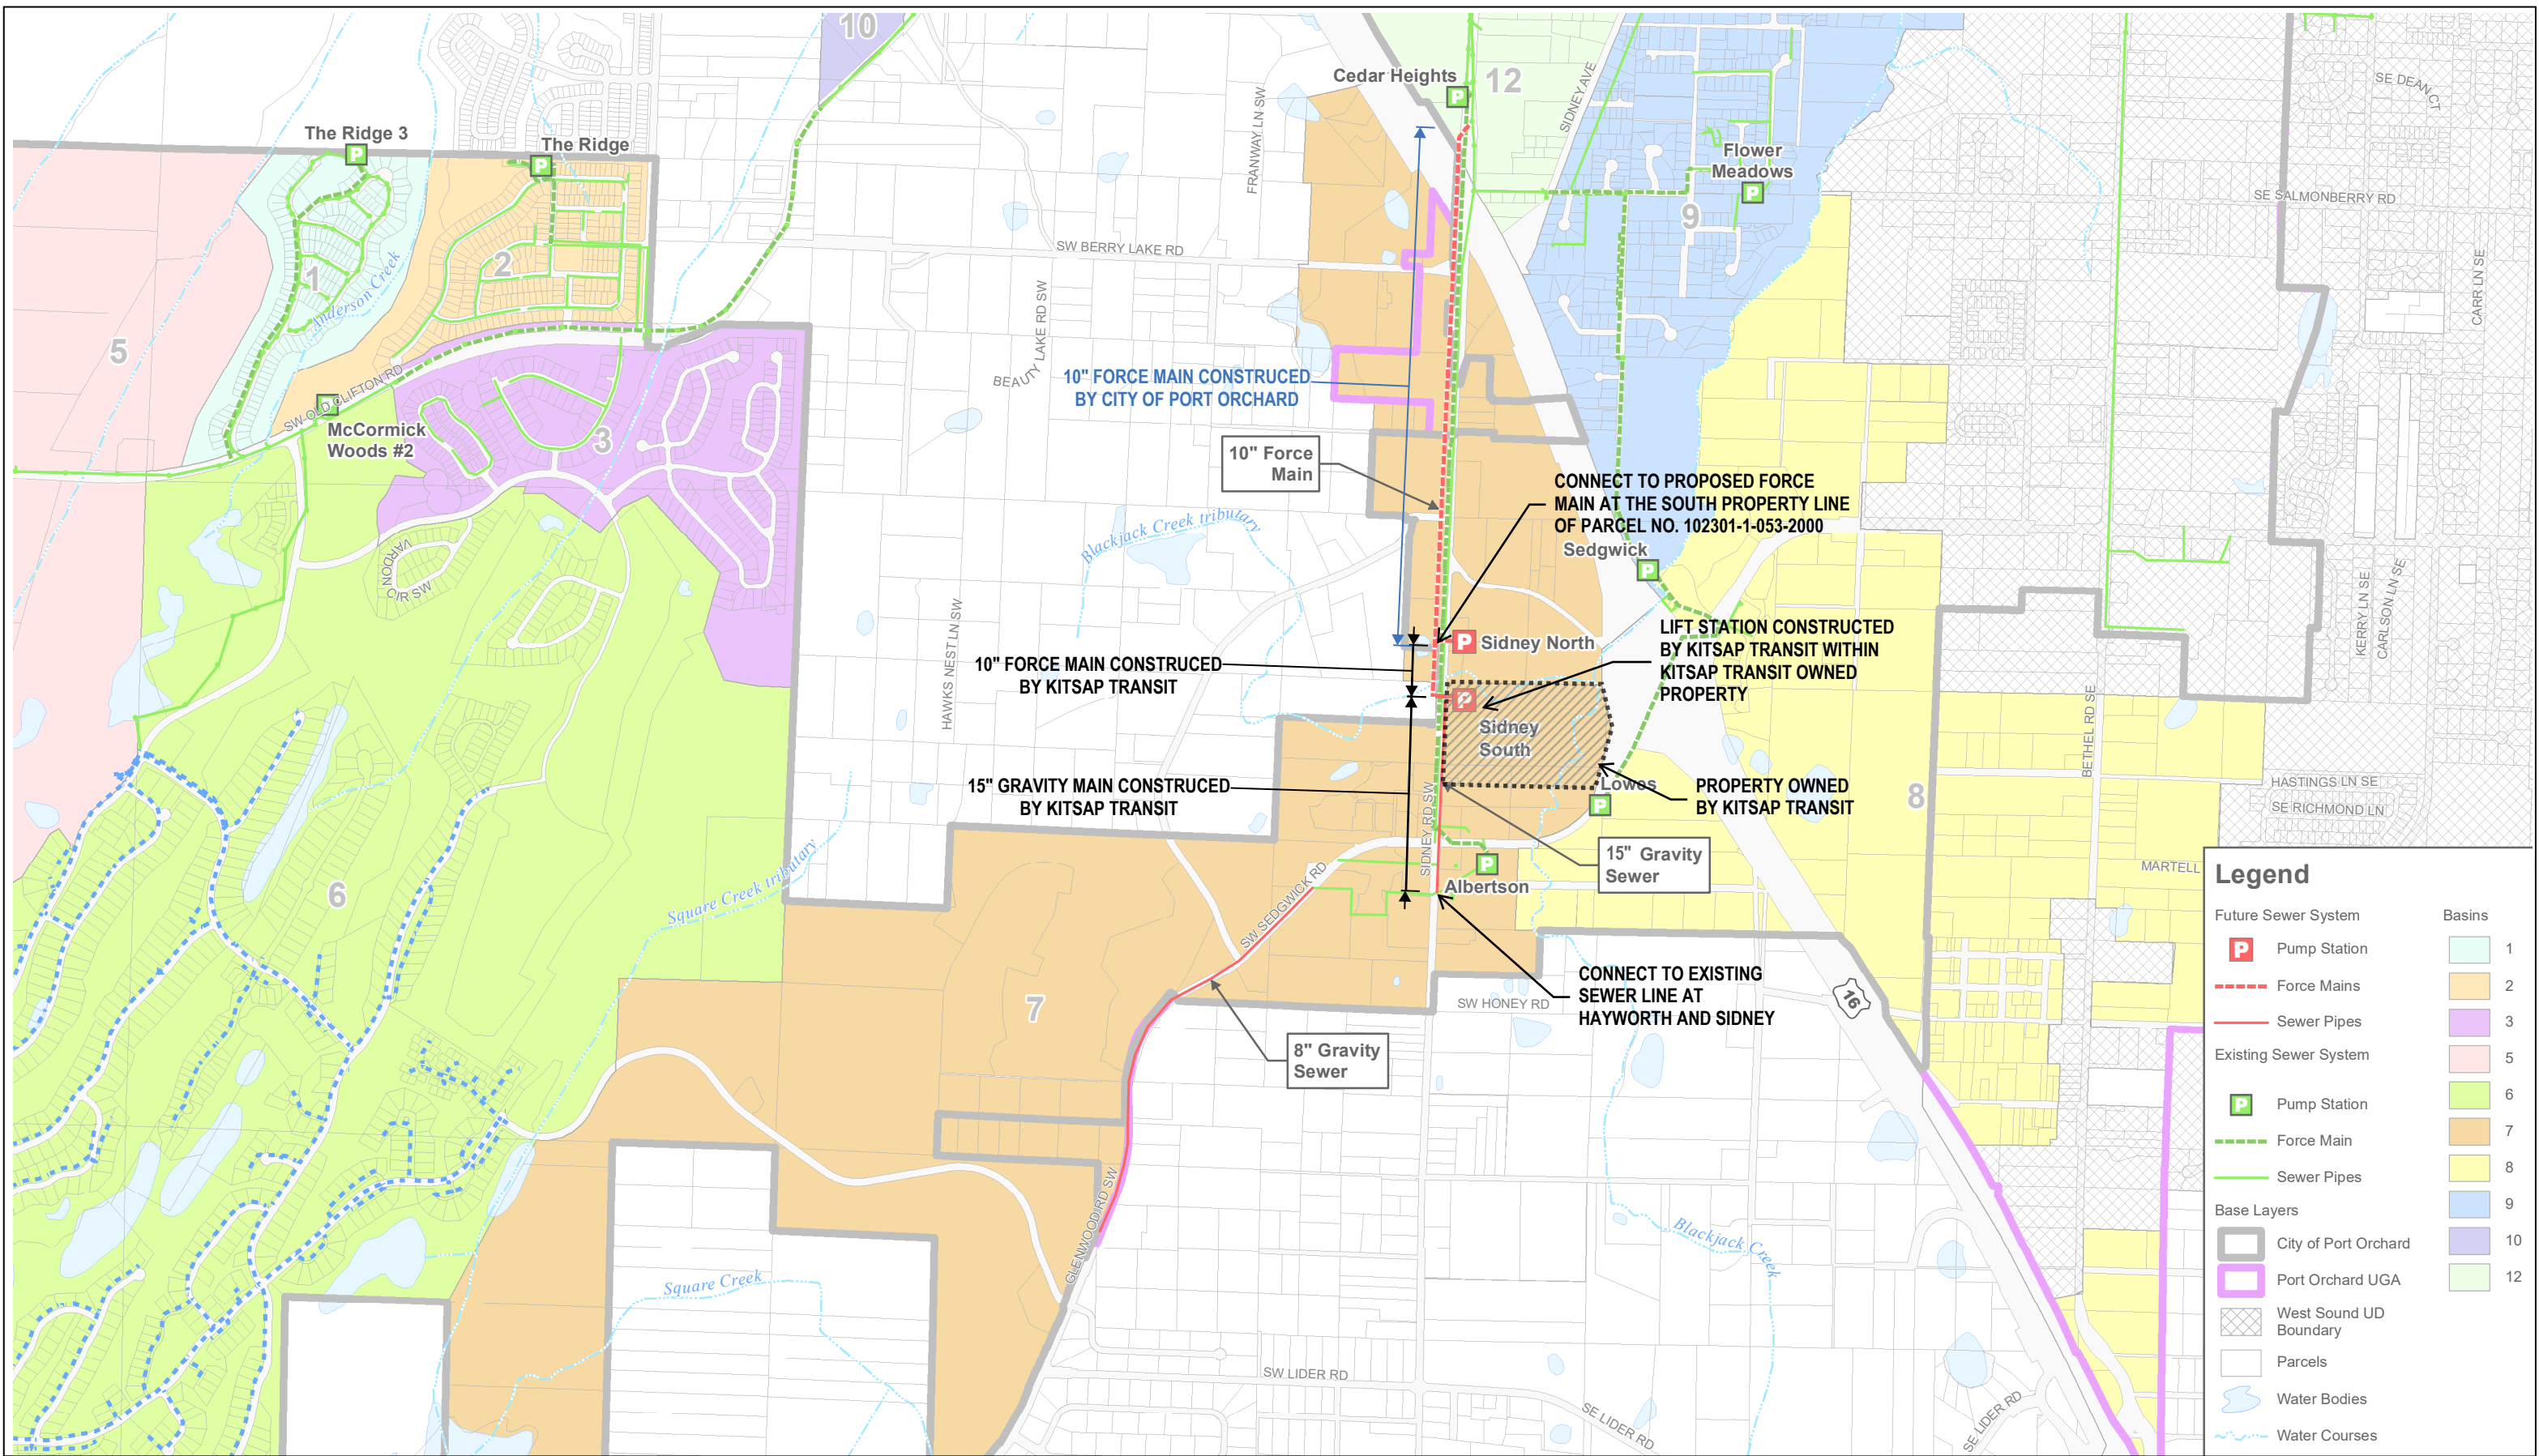 10
Cedar Heights
12
SIDNEY AVE
SE DEAN CT
FRANWAY LN SW
The Ridge 3
The Ridge
Flower
Meadows
SE SALMONBERRY RD
9
SW BERRY LAKE RD
1
2
Anderson Creek
CARR LN SE
5
BEAUTY LAKE RD SW
10" FORCE MAIN CONSTRUCED
BY CITY OF PORT ORCHARD
SW OLD CLIFTON RD
McCormick
Woods #2
3
10" Force
Main
CONNECT TO PROPOSED FORCE
MAIN AT THE SOUTH PROPERTY LINE
OF PARCEL NO. 102301-1-053-2000
Blackjack Creek tributary
Sedgwick
VARDON
CIR SW
HAWKS NEST LN SW
KERRY LN SE
CARLSON LN SE
Sidney North
LIFT STATION CONSTRUCTED
BY KITSAP TRANSIT WITHIN
KITSAP TRANSIT OWNED
PROPERTY
10" FORCE MAIN CONSTRUCED
BY KITSAP TRANSIT
Sidney
South
BETHEL RD SE
15" GRAVITY MAIN CONSTRUCED
BY KITSAP TRANSIT
Lowes
PROPERTY OWNED
BY KITSAP TRANSIT
8
HASTINGS LN SE
SE RICHMOND LN
SIDNEY RD SW
15" Gravity
Sewer
MARTELL
Square Creek tributary
6
Albertson
SW SEDGWICK RD
7
CONNECT TO EXISTING
SEWER LINE AT
HAYWORTH AND SIDNEY
SW HONEY RD
16
8" Gravity
Sewer
GLENWOOD RD SW
Blackjack Creek
Square Creek
SW LIDER RD
SE LIDER RD
SE LIDER RD
Legend
Future Sewer System
Pump Station
Force Mains
Sewer Pipes
Existing Sewer System
Pump Station
Force Main
Sewer Pipes
Base Layers
City of Port Orchard
Port Orchard UGA
West Sound UD
Boundary
Parcels
Water Bodies
Water Courses
Basins
1
2
3
5
6
7
8
9
10
12